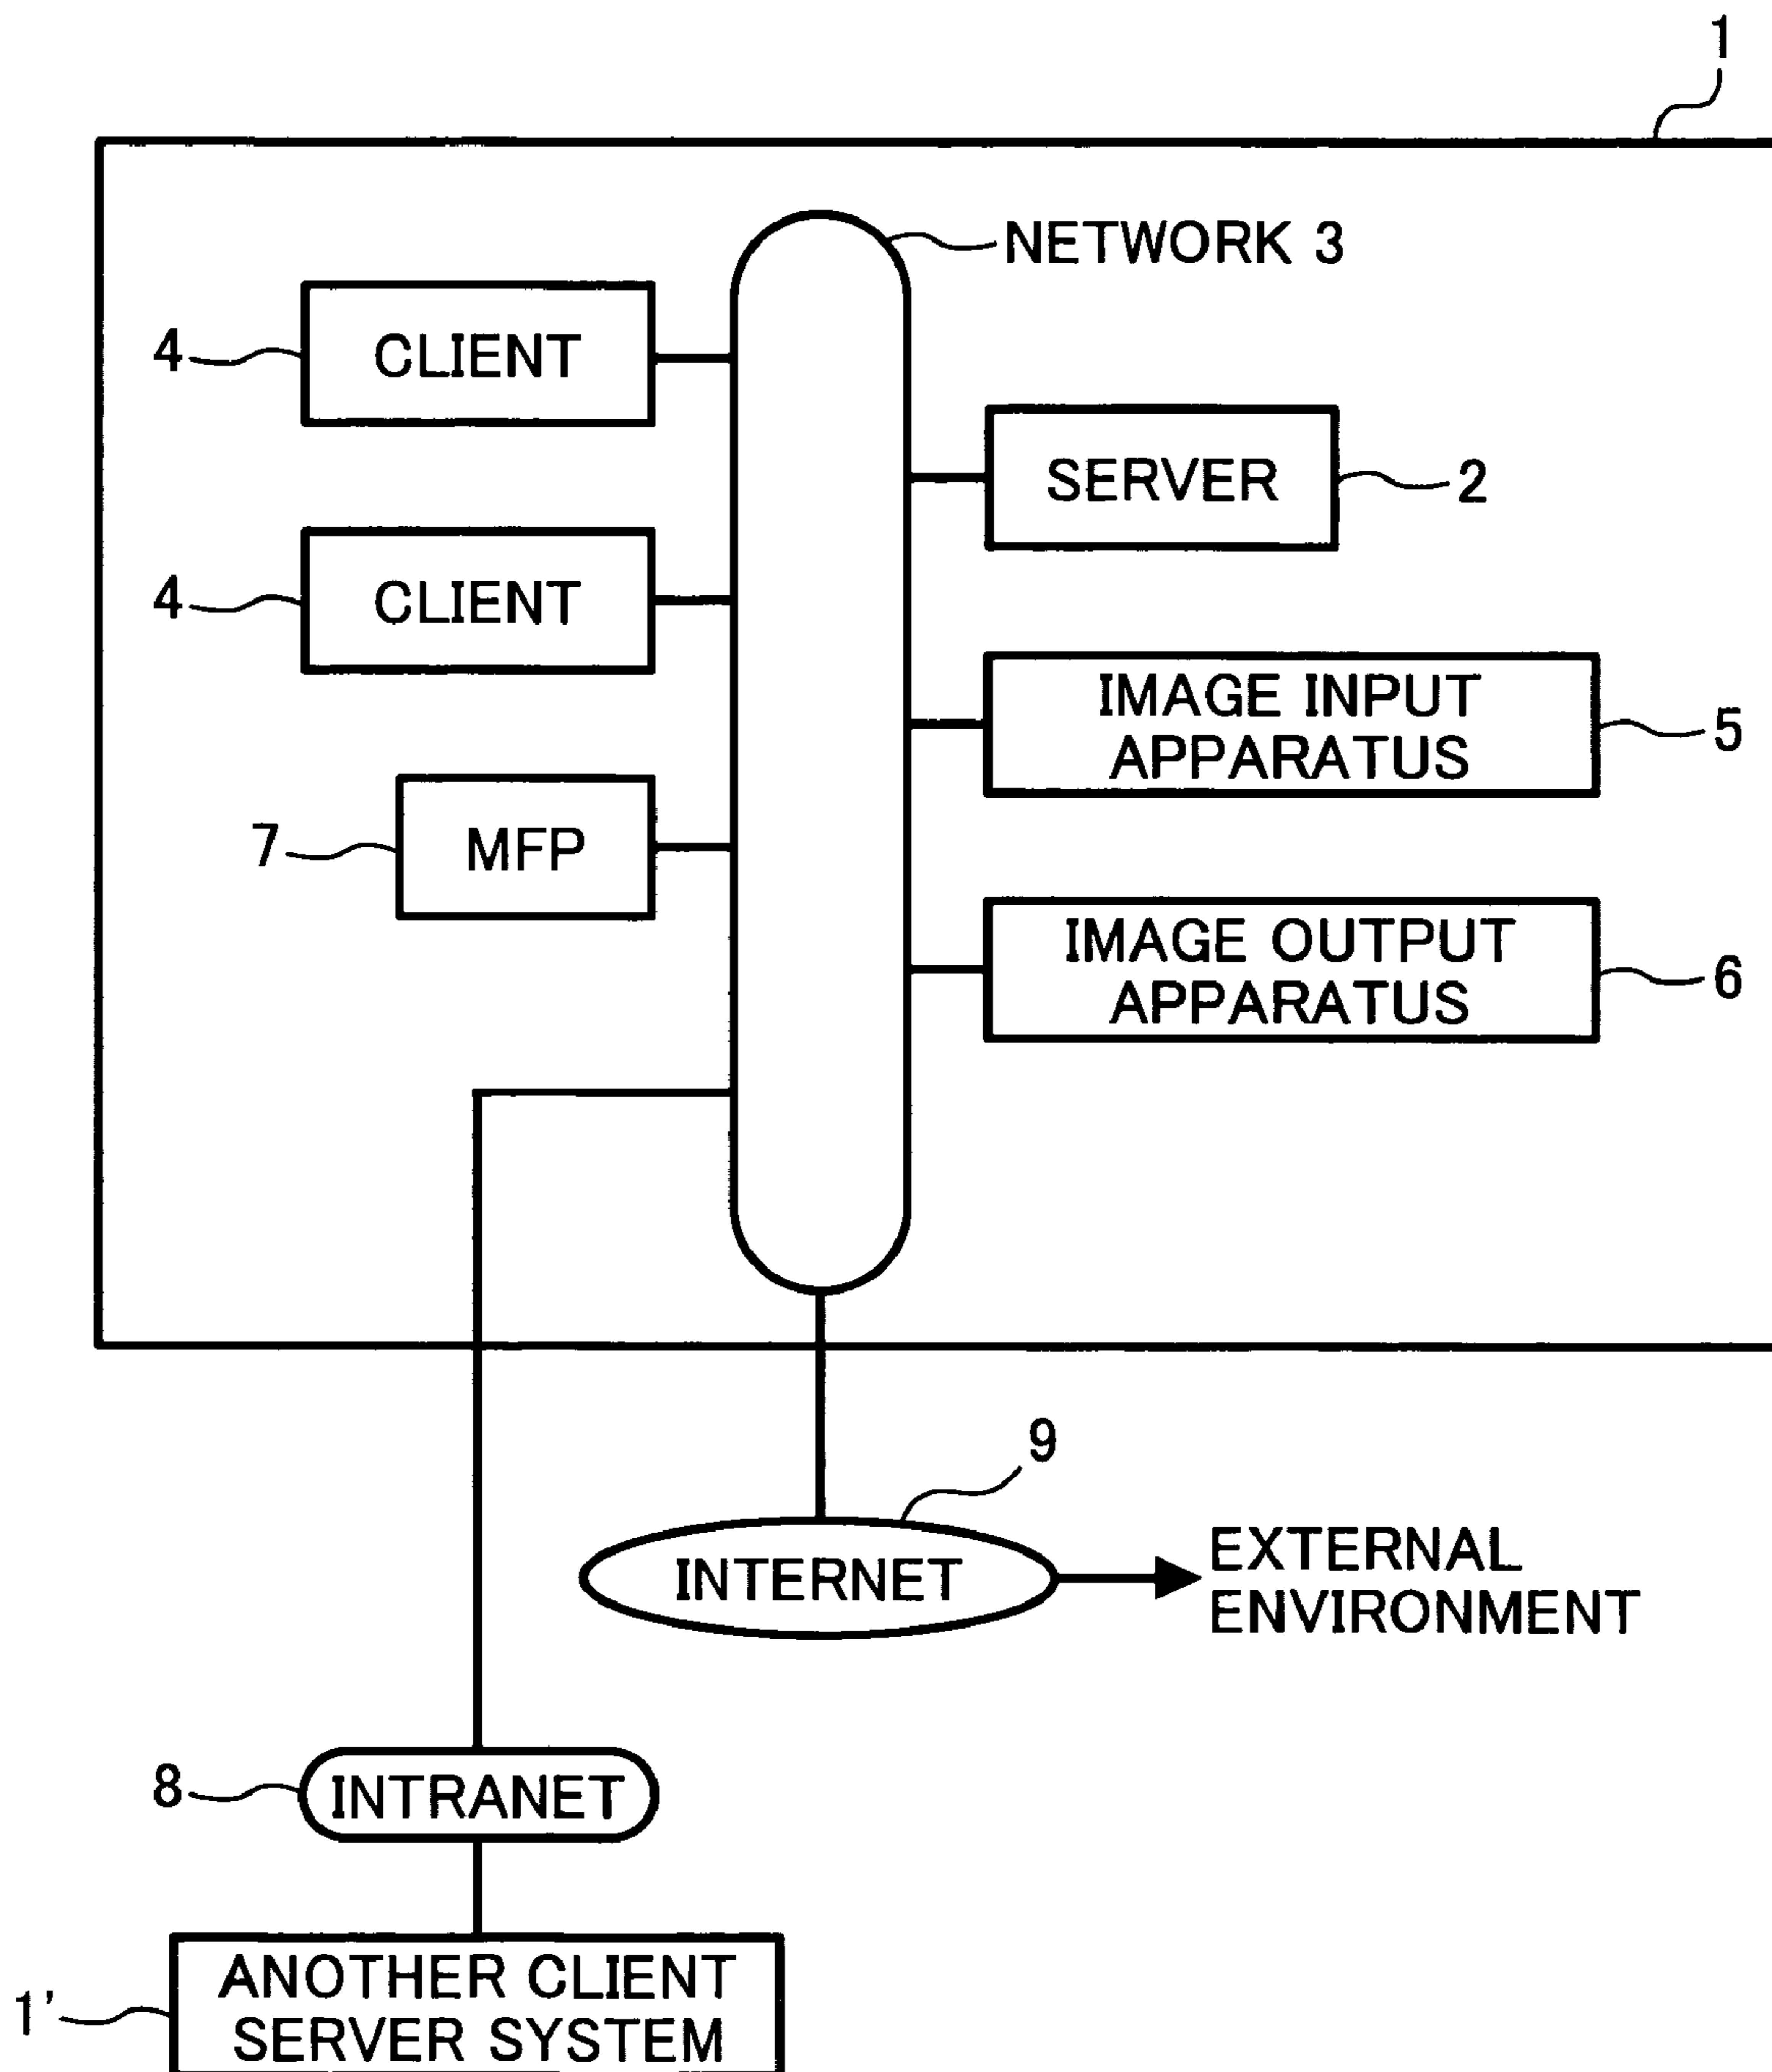 1
NETWORK 3
4
CLIENT
SERVER
2
4
CLIENT
IMAGE INPUT
APPARATUS
5
7
MFP
IMAGE OUTPUT
APPARATUS
6
9
INTERNET
EXTERNAL
ENVIRONMENT
8
INTRANET
1'
ANOTHER CLIENT
SERVER SYSTEM